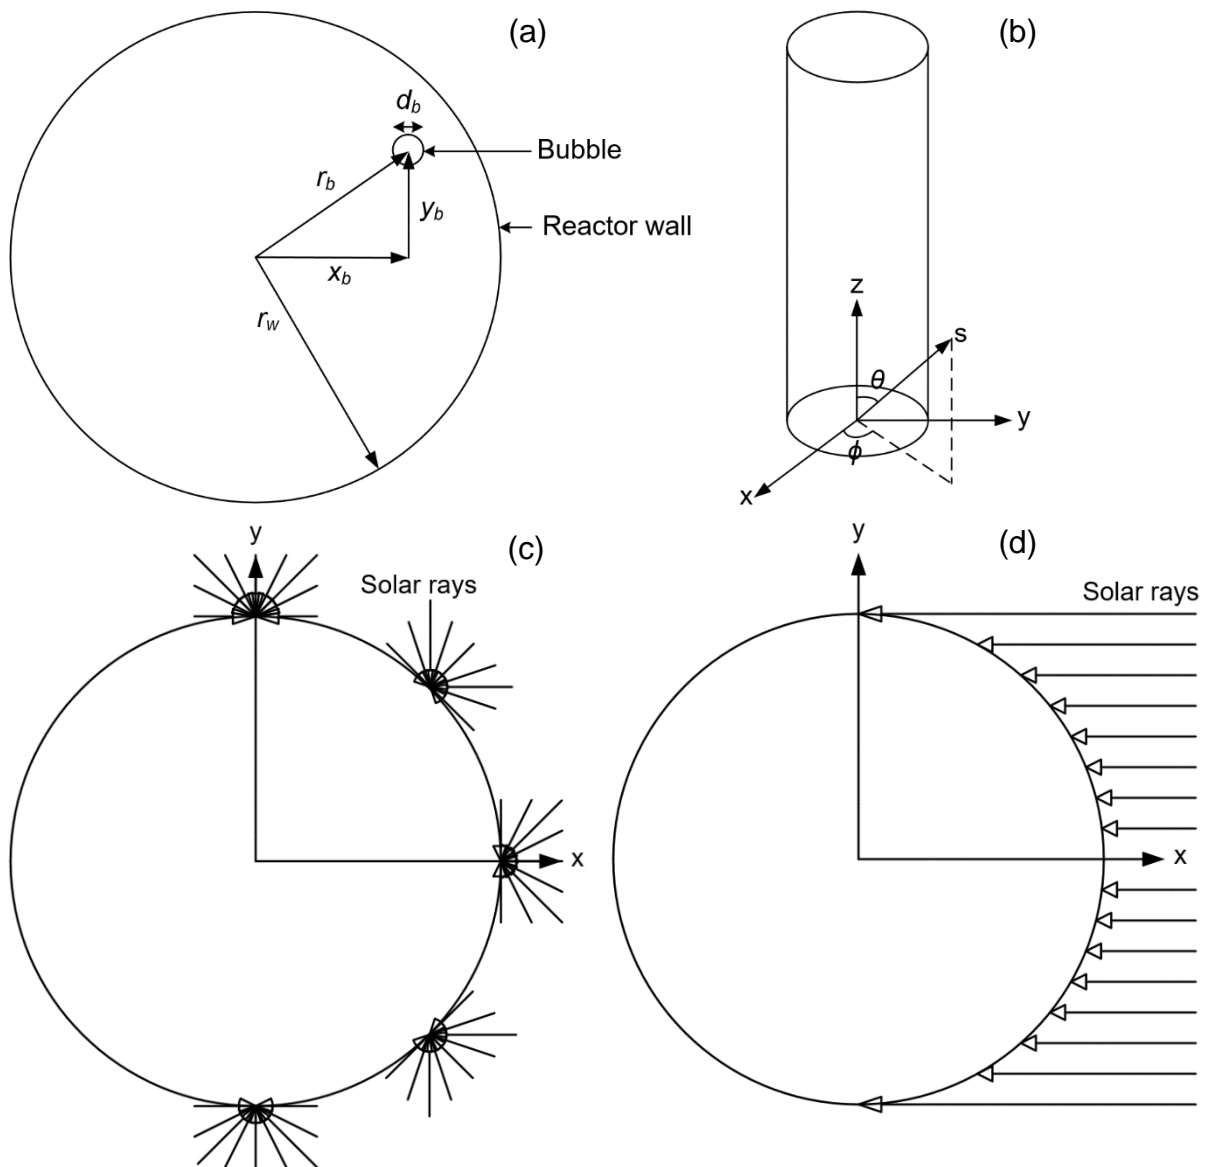 (a)
d_b
Bubble
r_b
y_b
Reactor wall
x_b
r_w
(b)
z
s
θ
y
ϕ
x
(c)
y
Solar rays
x
(d)
y
Solar rays
x